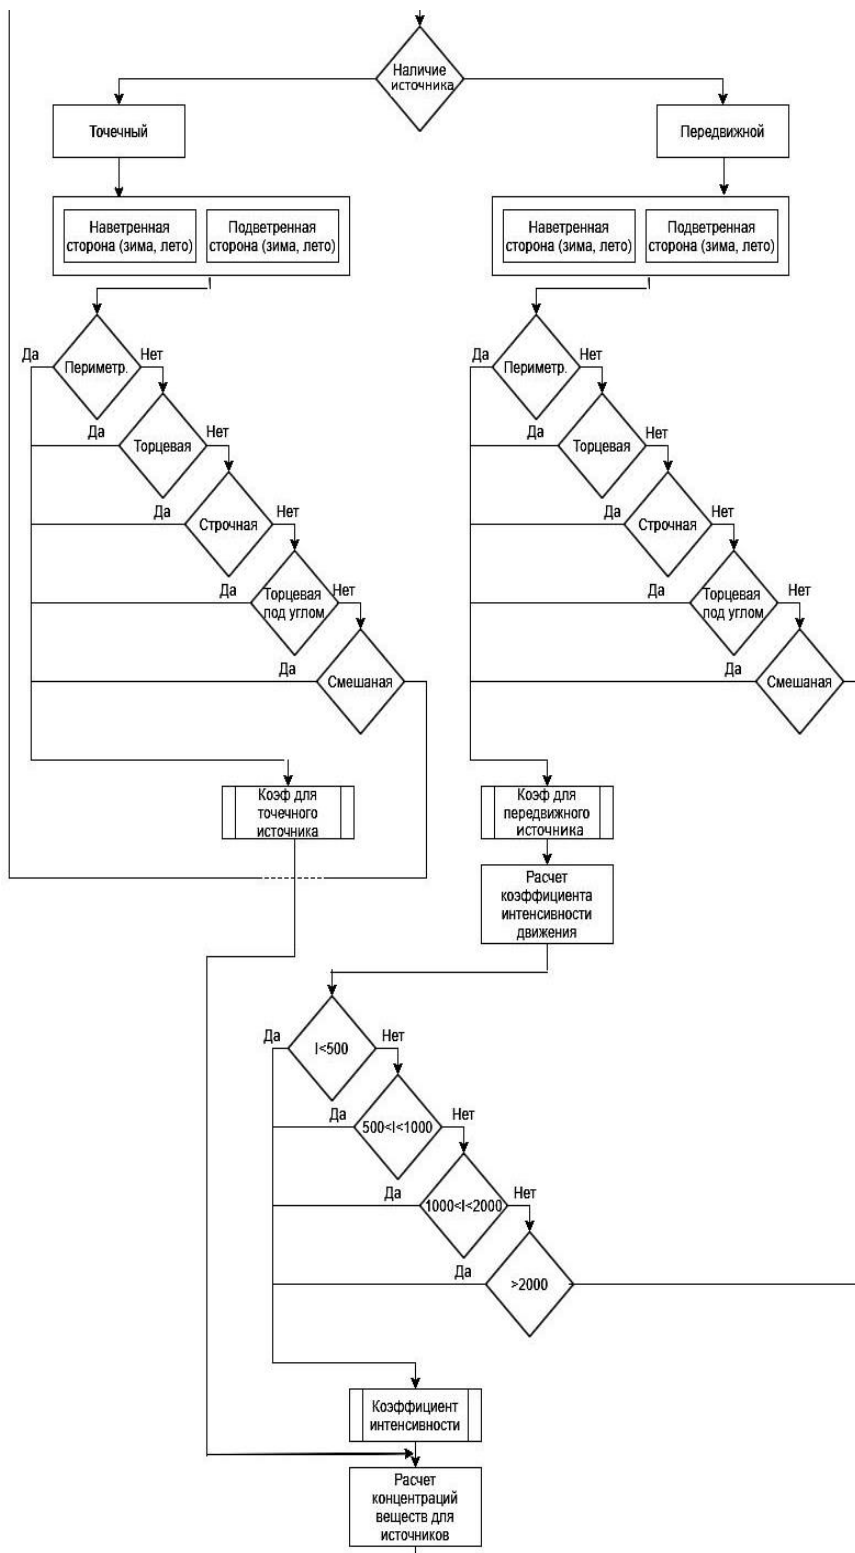 Наличие
источника
Точечный
Передвижной
Наветренная
сторона (зима, лето)
Подветренная
сторона (зима, лето)
Наветренная
сторона (зима, лето)
Подветренная
сторона (зима, лето)
Да
Периметр.
Нет
Да
Торцевая
Нет
Да
Строчная
Нет
Да
Торцевая
под углом
Нет
Да
Смешаная
Да
Периметр.
Нет
Да
Торцевая
Нет
Да
Строчная
Нет
Да
Торцевая
под углом
Нет
Да
Смешаная
Коэф для
точечного
источника
Коэф для
передвижного
источника
Расчет
коэффициента
интенсивности
движения
Да
I<500
Нет
Да
500<I<1000
Нет
Да
1000<I<2000
Нет
Да
>2000
Коэффициент
интенсивности
Расчет
концентраций
веществ для
источников